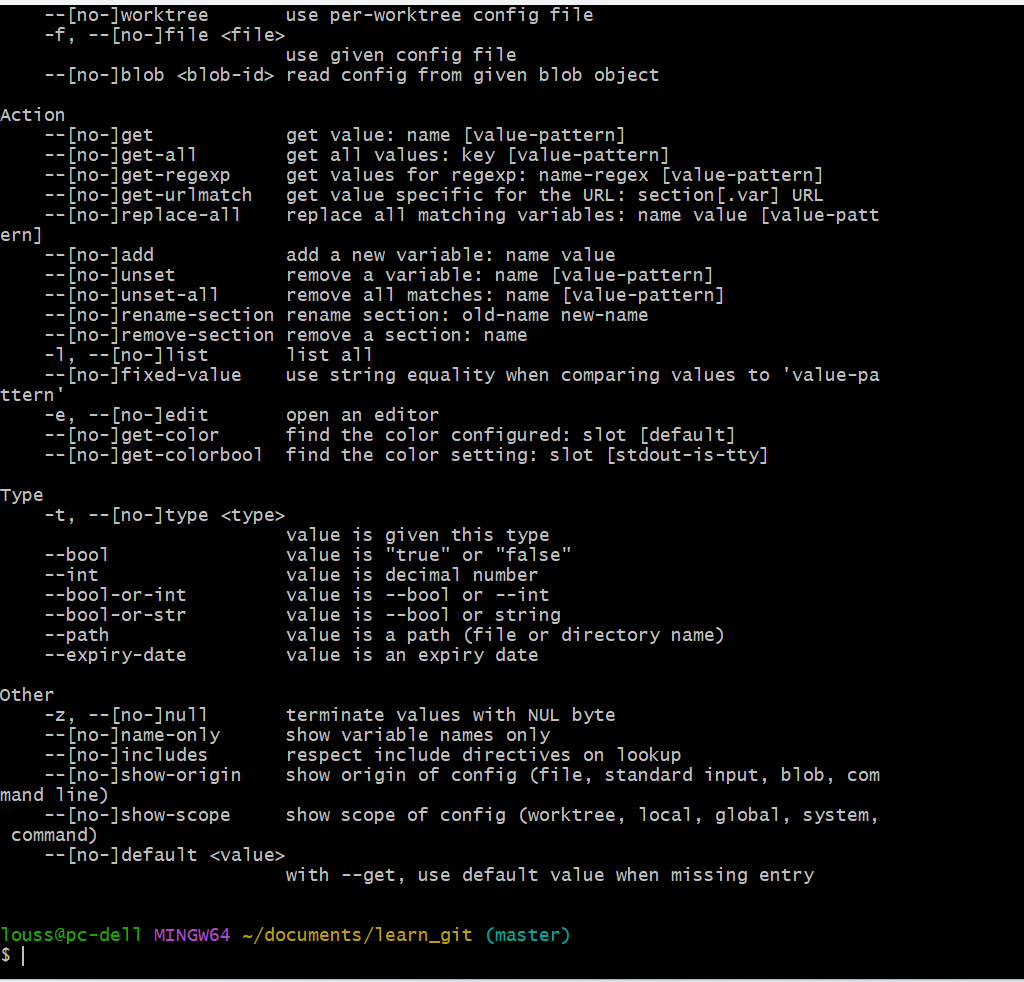 --[no-]worktree       use per-worktree config file
    -f, --[no-]file <file>
                          use given config file
    --[no-]blob <blob-id> read config from given blob object

Action
    --[no-]get            get value: name [value-pattern]
    --[no-]get-all        get all values: key [value-pattern]
    --[no-]get-regexp     get values for regexp: name-regex [value-pattern]
    --[no-]get-urlmatch   get value specific for the URL: section[.var] URL
    --[no-]replace-all    replace all matching variables: name value [value-patt
ern]
    --[no-]add            add a new variable: name value
    --[no-]unset          remove a variable: name [value-pattern]
    --[no-]unset-all      remove all matches: name [value-pattern]
    --[no-]rename-section rename section: old-name new-name
    --[no-]remove-section remove a section: name
    -l, --[no-]list       list all
    --[no-]fixed-value    use string equality when comparing values to 'value-pa
ttern'
    -e, --[no-]edit       open an editor
    --[no-]get-color      find the color configured: slot [default]
    --[no-]get-colorbool  find the color setting: slot [stdout-is-tty]

Type
    -t, --[no-]type <type>
                          value is given this type
    --bool                value is "true" or "false"
    --int                 value is decimal number
    --bool-or-int         value is --bool or --int
    --bool-or-str         value is --bool or string
    --path                value is a path (file or directory name)
    --expiry-date         value is an expiry date

Other
    -z, --[no-]null       terminate values with NUL byte
    --[no-]name-only      show variable names only
    --[no-]includes       respect include directives on lookup
    --[no-]show-origin    show origin of config (file, standard input, blob, com
mand line)
    --[no-]show-scope     show scope of config (worktree, local, global, system,
 command)
    --[no-]default <value>
                          with --get, use default value when missing entry


louss@pc-dell MINGW64 ~/documents/learn_git (master)
$